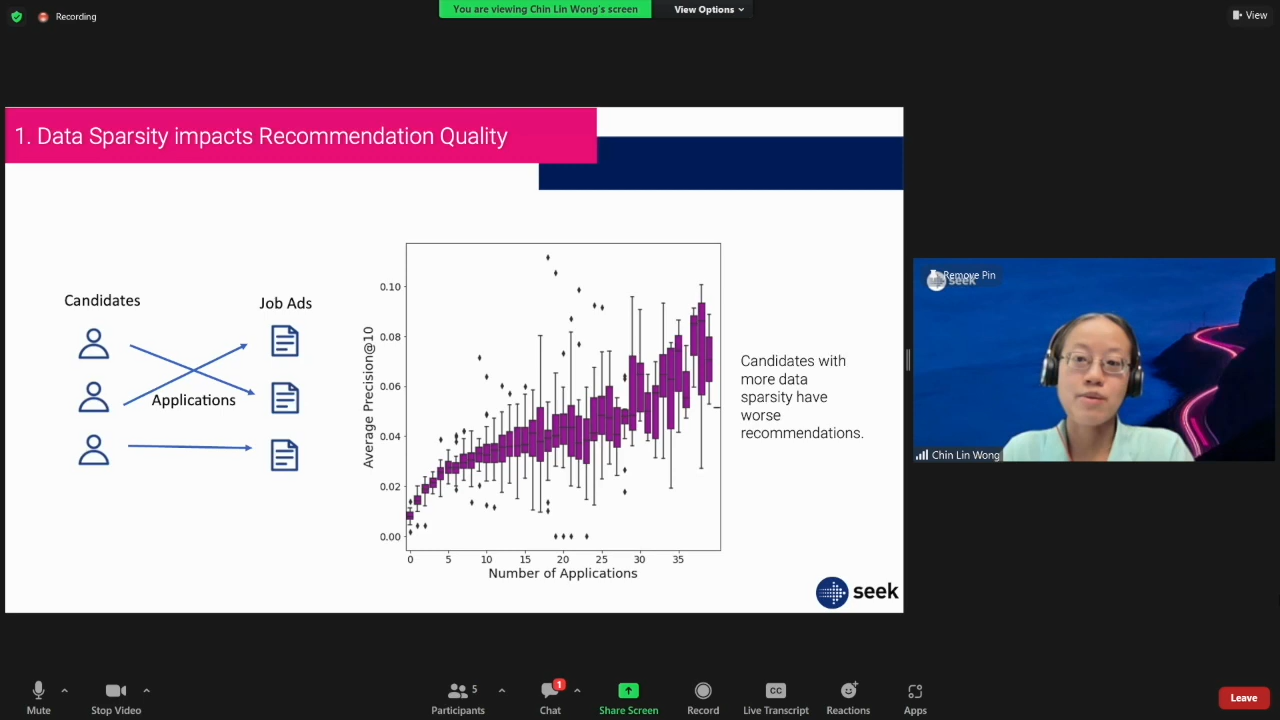 Recording
You are viewing Chin Lin Wong's screen
View Options
View
1. Data Sparsity impacts Recommendation Quality
Candidates
Job Ads
Applications
Average Precision@10
0.10
0.08
0.06
0.04
0.02
0.00
0 5 10 15 20 25 30 35
Number of Applications
Candidates with
more data
sparsity have
worse
recommendations.
seek
Remove Pin
seek
Chin Lin Wong
Mute
Stop Video
5
Participants
1
Chat
Share Screen
Record
CC
Live Transcript
Reactions
Apps
Leave